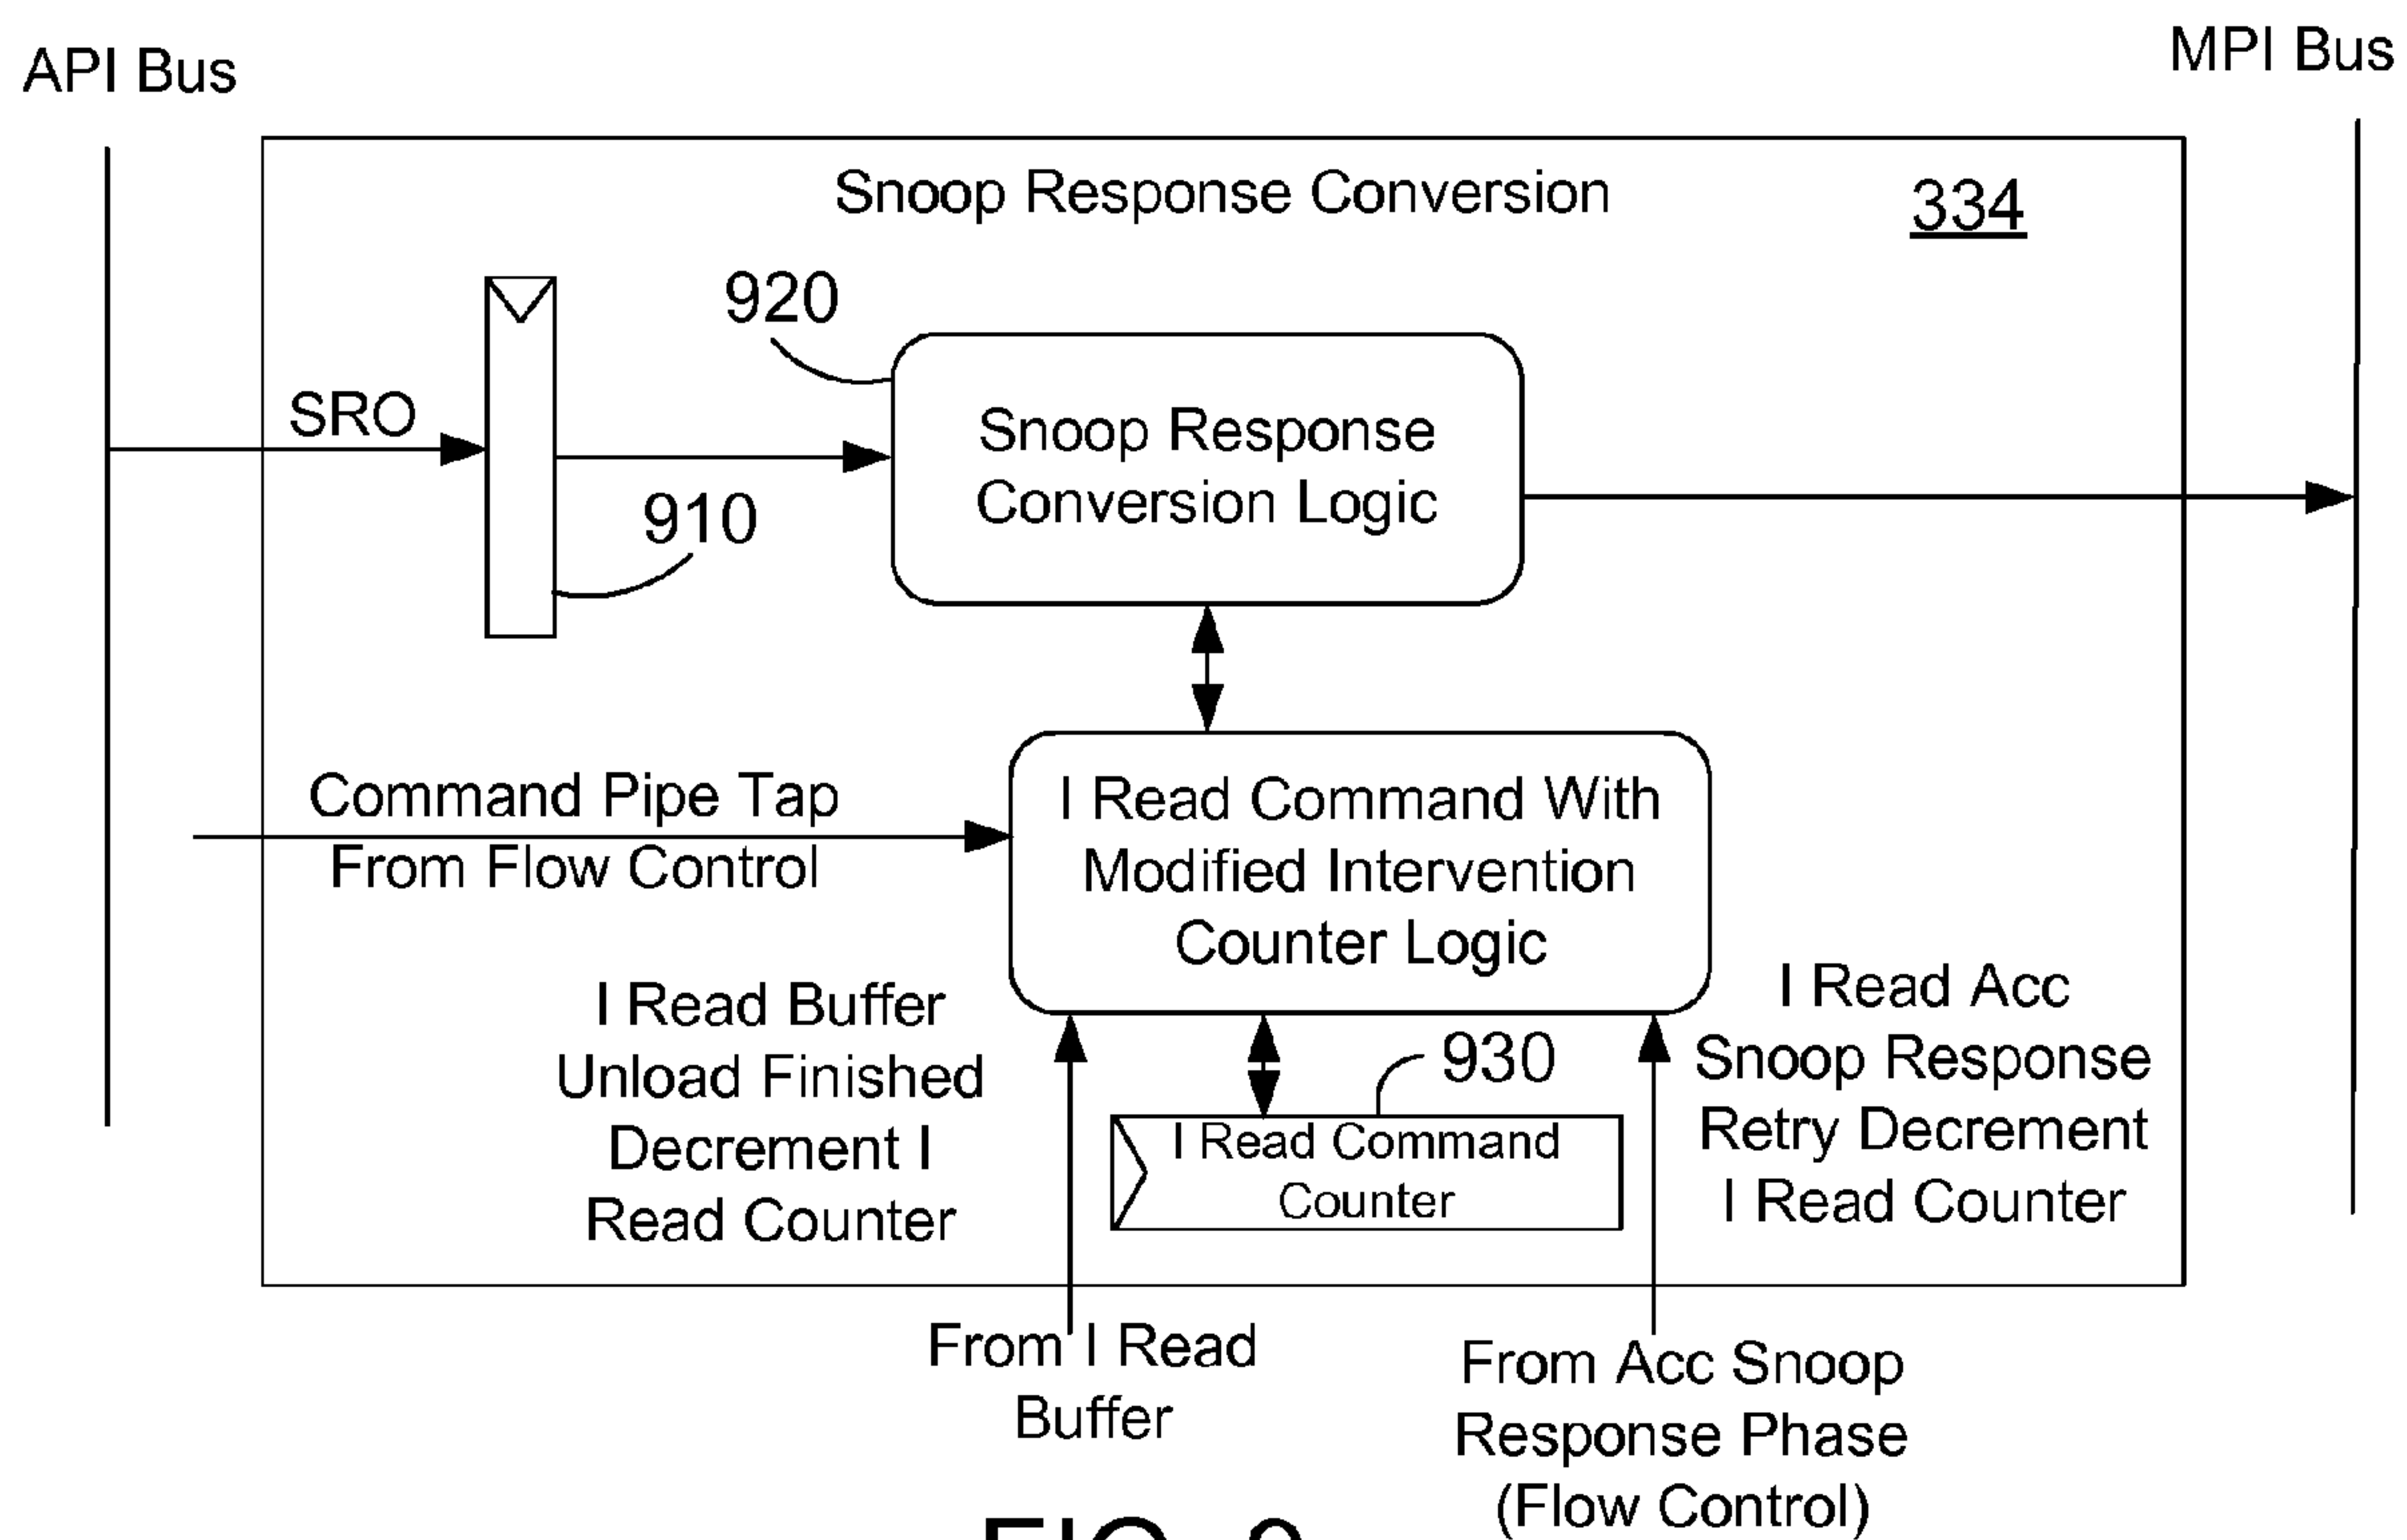 API Bus
MPI Bus
Snoop Response Conversion
334
920
SRO
Snoop Response
Conversion Logic
910
Command Pipe Tap
From Flow Control
I Read Command With
Modified Intervention
Counter Logic
I Read Buffer
Unload Finished
Decrement I
Read Counter
930
I Read Command
Counter
I Read Acc
Snoop Response
Retry Decrement
I Read Counter
From I Read
Buffer
From Acc Snoop
Response Phase
(Flow Control)